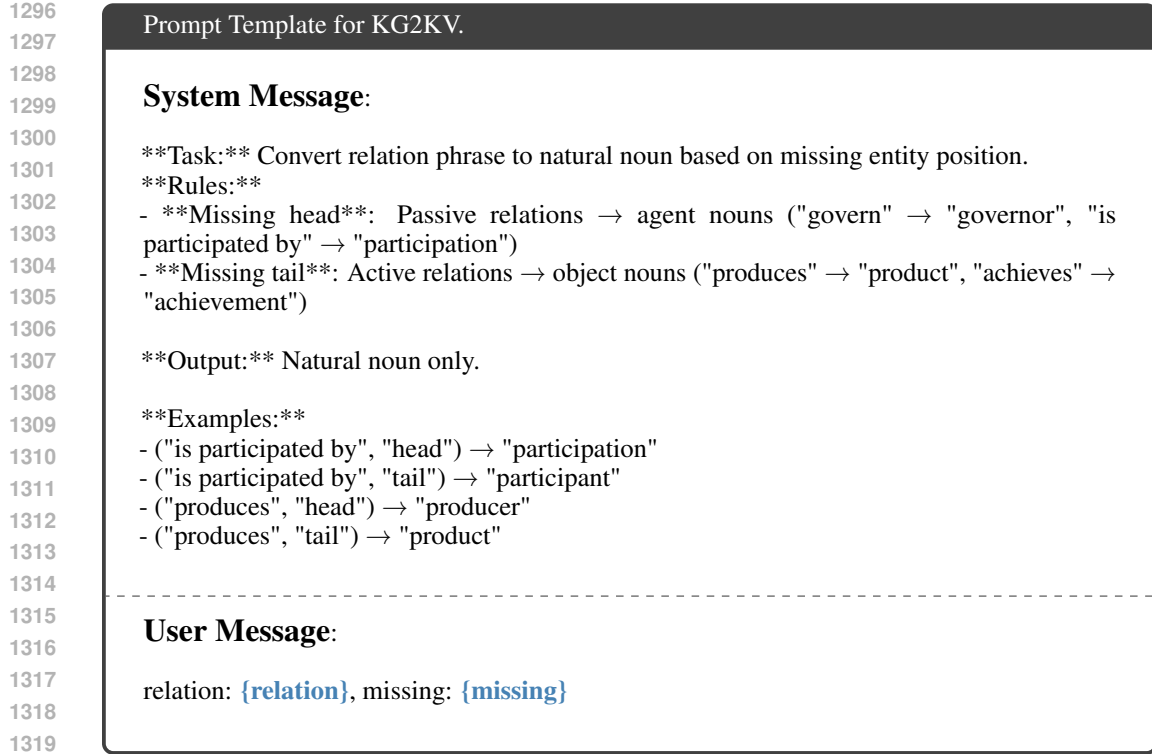 1296
1297
1298
1299
1300
1301
1302
1303
1304
1305
1306
1307
1308
1309
1310
1311
1312
1313
1314
1315
1316
1317
1318
1319
Prompt Template for KG2KV.
System Message:
**Task:** Convert relation phrase to natural noun based on missing entity position.
**Rules:**
- **Missing head**: Passive relations → agent nouns ("govern" → "governor", "is
participated by" → "participation")
- **Missing tail**: Active relations → object nouns ("produces" → "product", "achieves" →
"achievement")
**Output:** Natural noun only.
**Examples:**
- ("is participated by", "head") → "participation"
- ("is participated by", "tail") → "participant"
- ("produces", "head") → "producer"
- ("produces", "tail") → "product"
User Message:
relation: {relation}, missing: {missing}